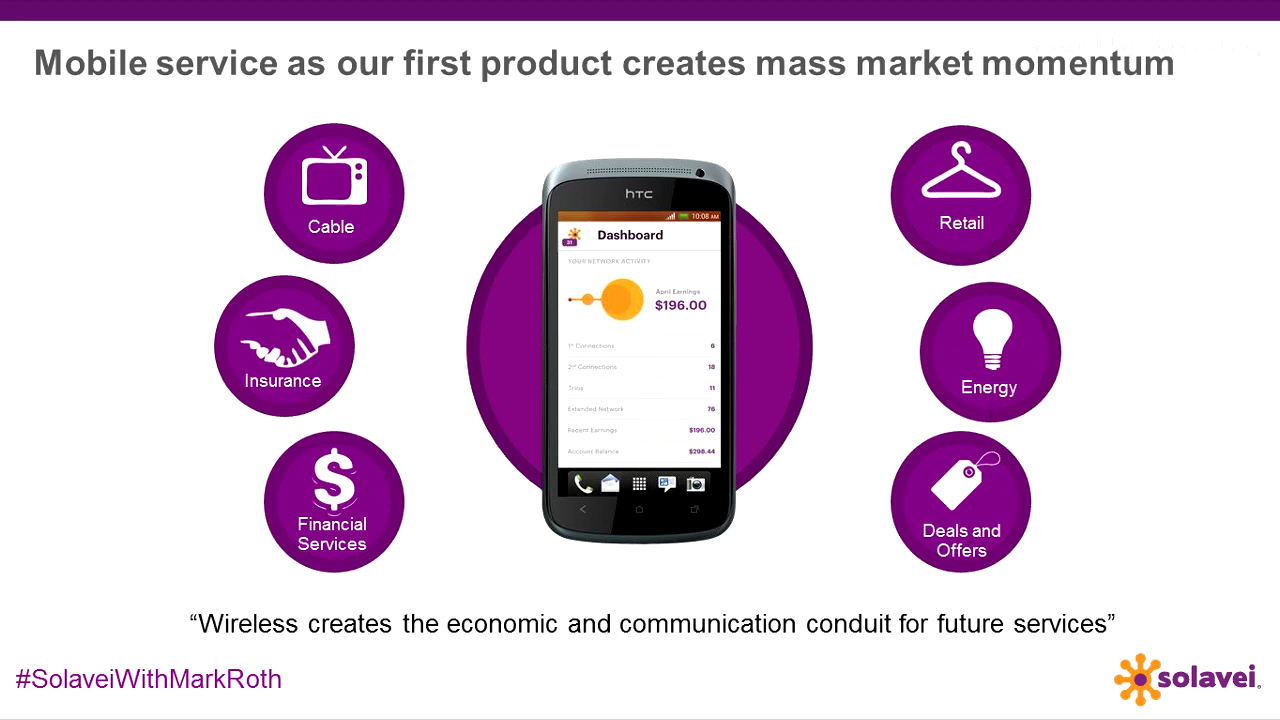 Mobile service as our first product creates mass market momentum
Cable
Insurance
Financial
Services
hTC
10:08 AM
31
Dashboard
YOUR NETWORK ACTIVITY
April Earnings
$196.00
1st Connections 6
2nd Connections 18
Trios 11
Extended Network 76
Recent Earnings $196.00
Account Balance $298.44
Retail
Energy
Deals and
Offers
“Wireless creates the economic and communication conduit for future services”
#SolaveiWithMarkRoth
solavei